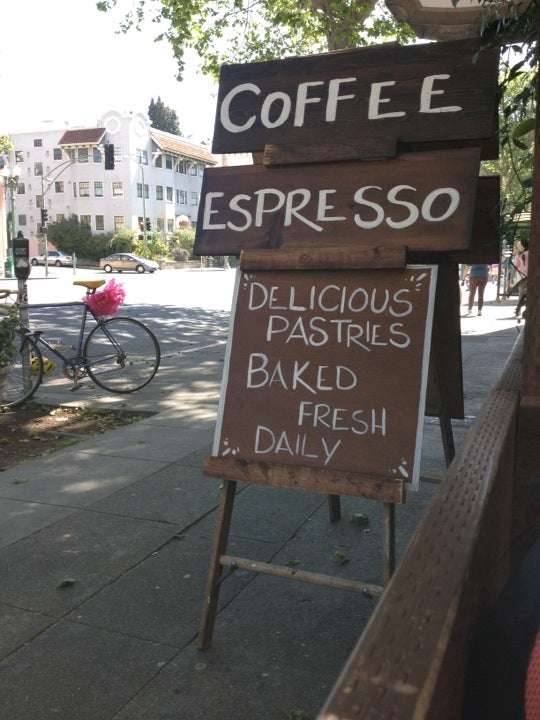 COFFEE
ESPRESSO
DELICIOUS
PASTRIES
BAKED
FRESH
DAILY